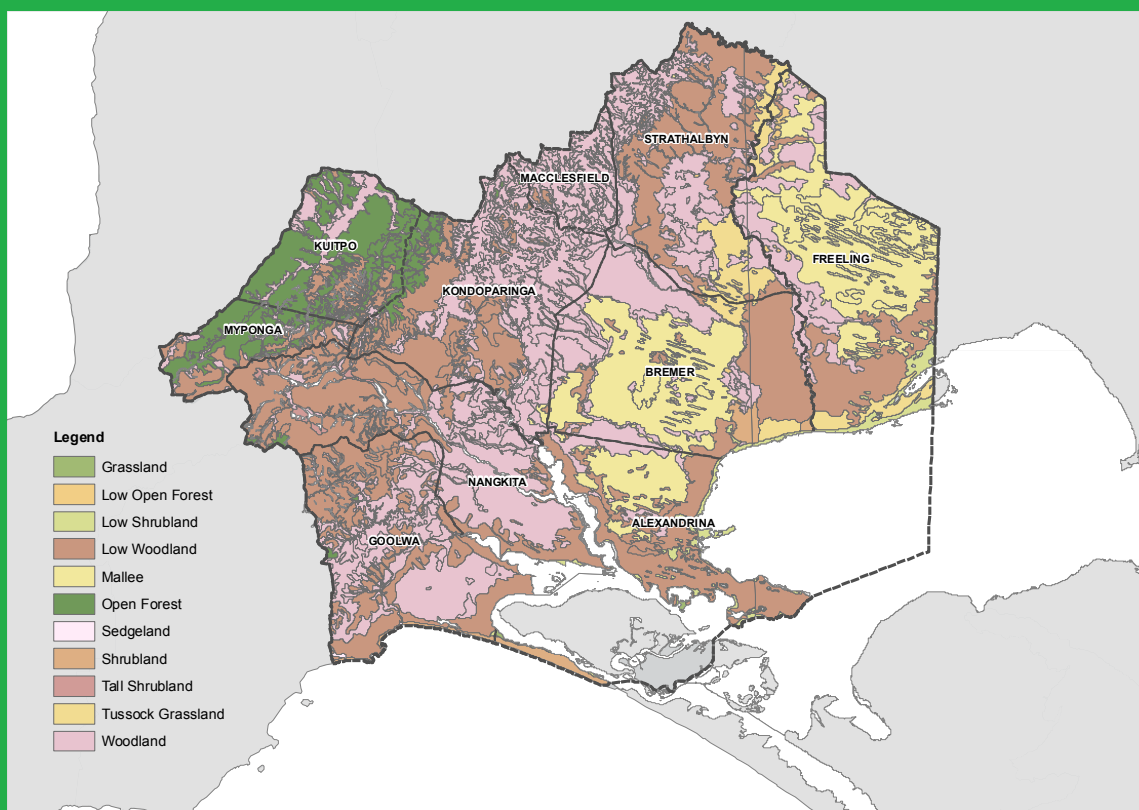 STRATHALBYN
MACCLESFIELD
KUITPO
FREELING
KONDOPARINGA
MYPONGA
BREMER
NANGKITA
ALEXANDRINA
GOOLWA
Legend
Grassland
Low Open Forest
Low Shrubland
Low Woodland
Mallee
Open Forest
Sedgeland
Shrubland
Tall Shrubland
Tussock Grassland
Woodland